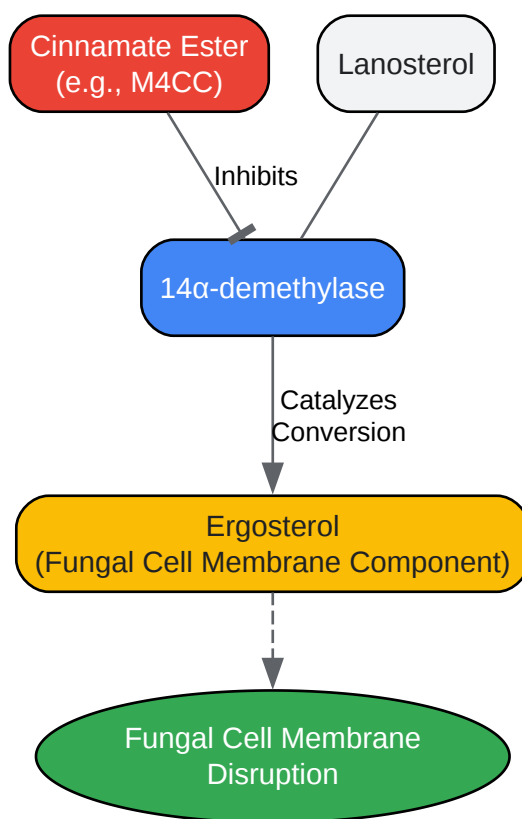 Cinnamate Ester
(e.g., M4CC)
Lanosterol
Inhibits
14α-demethylase
Catalyzes
Conversion
Ergosterol
(Fungal Cell Membrane Component)
Fungal Cell Membrane
Disruption